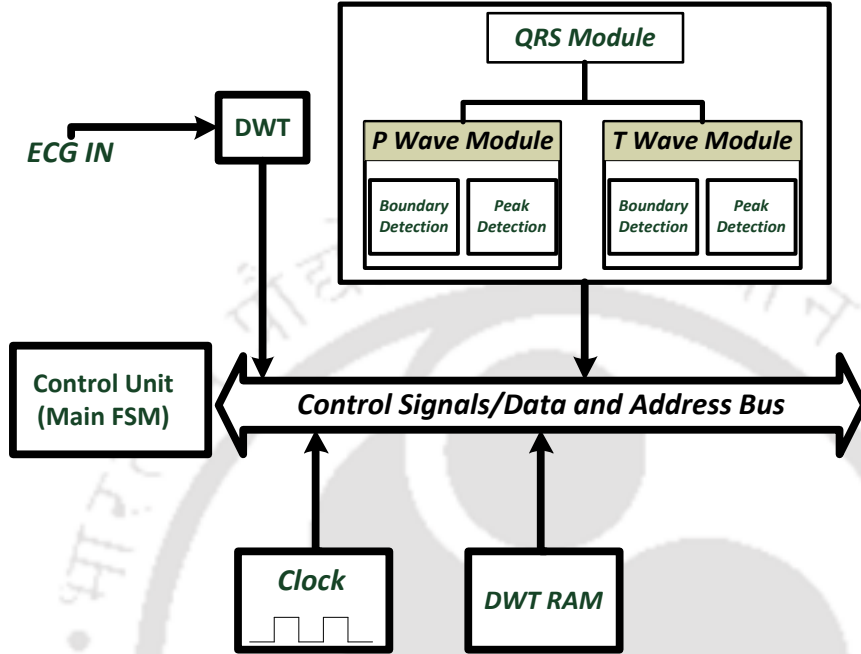 QRS Module
ECG IN
DWT
P Wave Module
T Wave Module
Boundary
Detection
Peak
Detection
Boundary
Detection
Peak
Detection
Control Unit
(Main FSM)
Control Signals/Data and Address Bus
Clock
DWT RAM